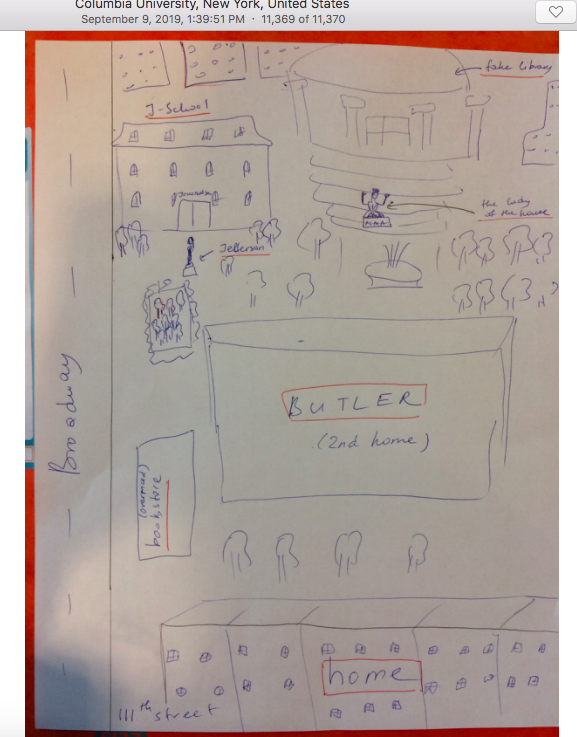 Columbia University, New York, United States
September 9, 2019, 1:39:51 PM · 11,369 of 11,370
fake library
J-School
Journalism
the lady
of the house
Jefferson
Broadway
BUTLER
(2nd home)
(overpriced)
bookstore
home
111th street